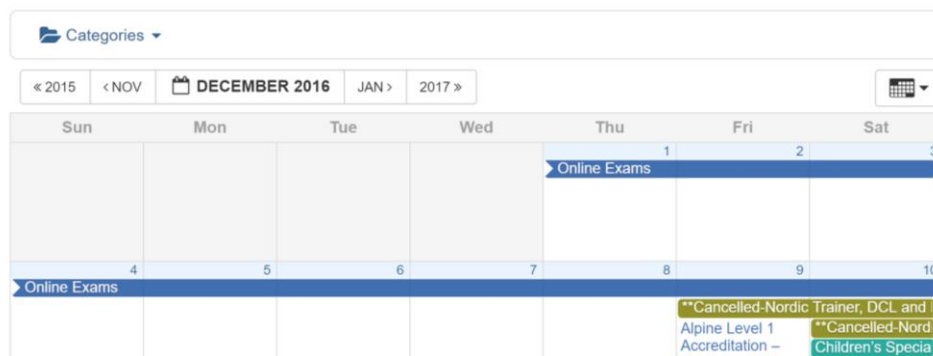 Categories
« 2015 ‹ NOV DECEMBER 2016 JAN › 2017 »
Sun Mon Tue Wed Thu Fri Sat
1 2 3
Online Exams
4 5 6 7 8 9 10
Online Exams
**Cancelled-Nordic Trainer, DCL and
Alpine Level 1 **Cancelled-Nord
Accreditation – Children's Specia